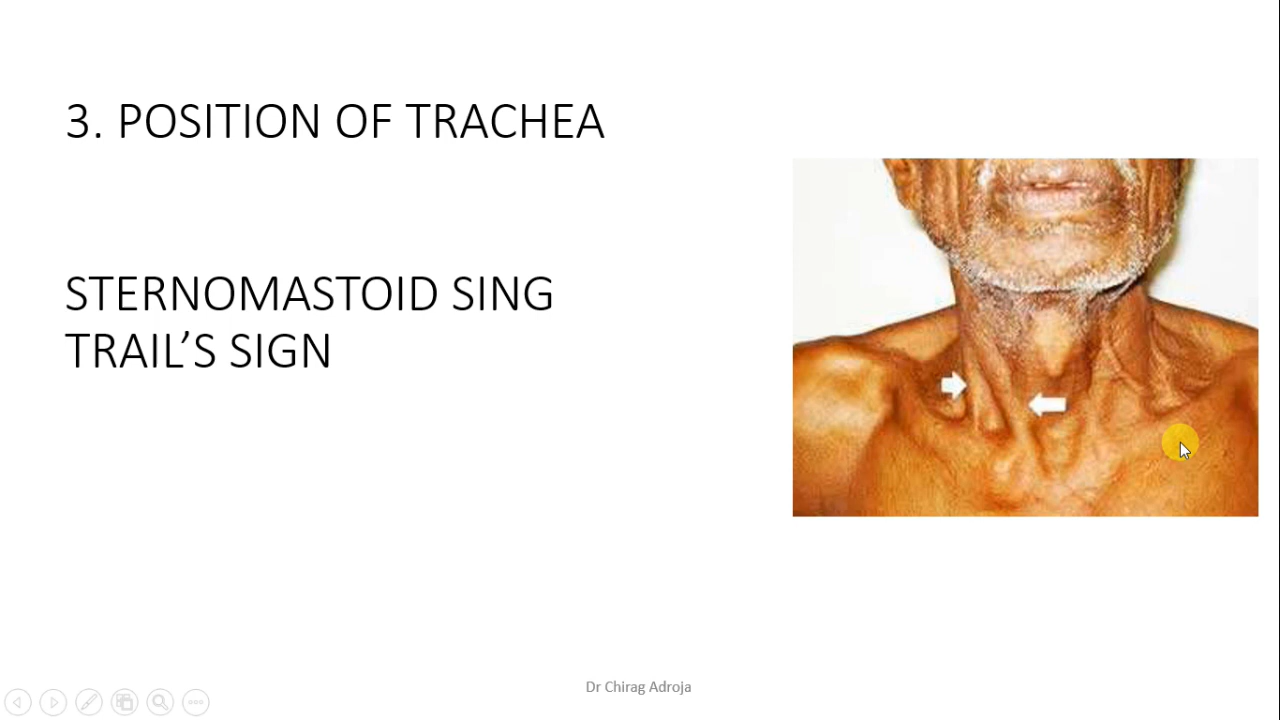 3. POSITION OF TRACHEA
STERNOMASTOID SING
TRAIL’S SIGN
Dr Chirag Adroja